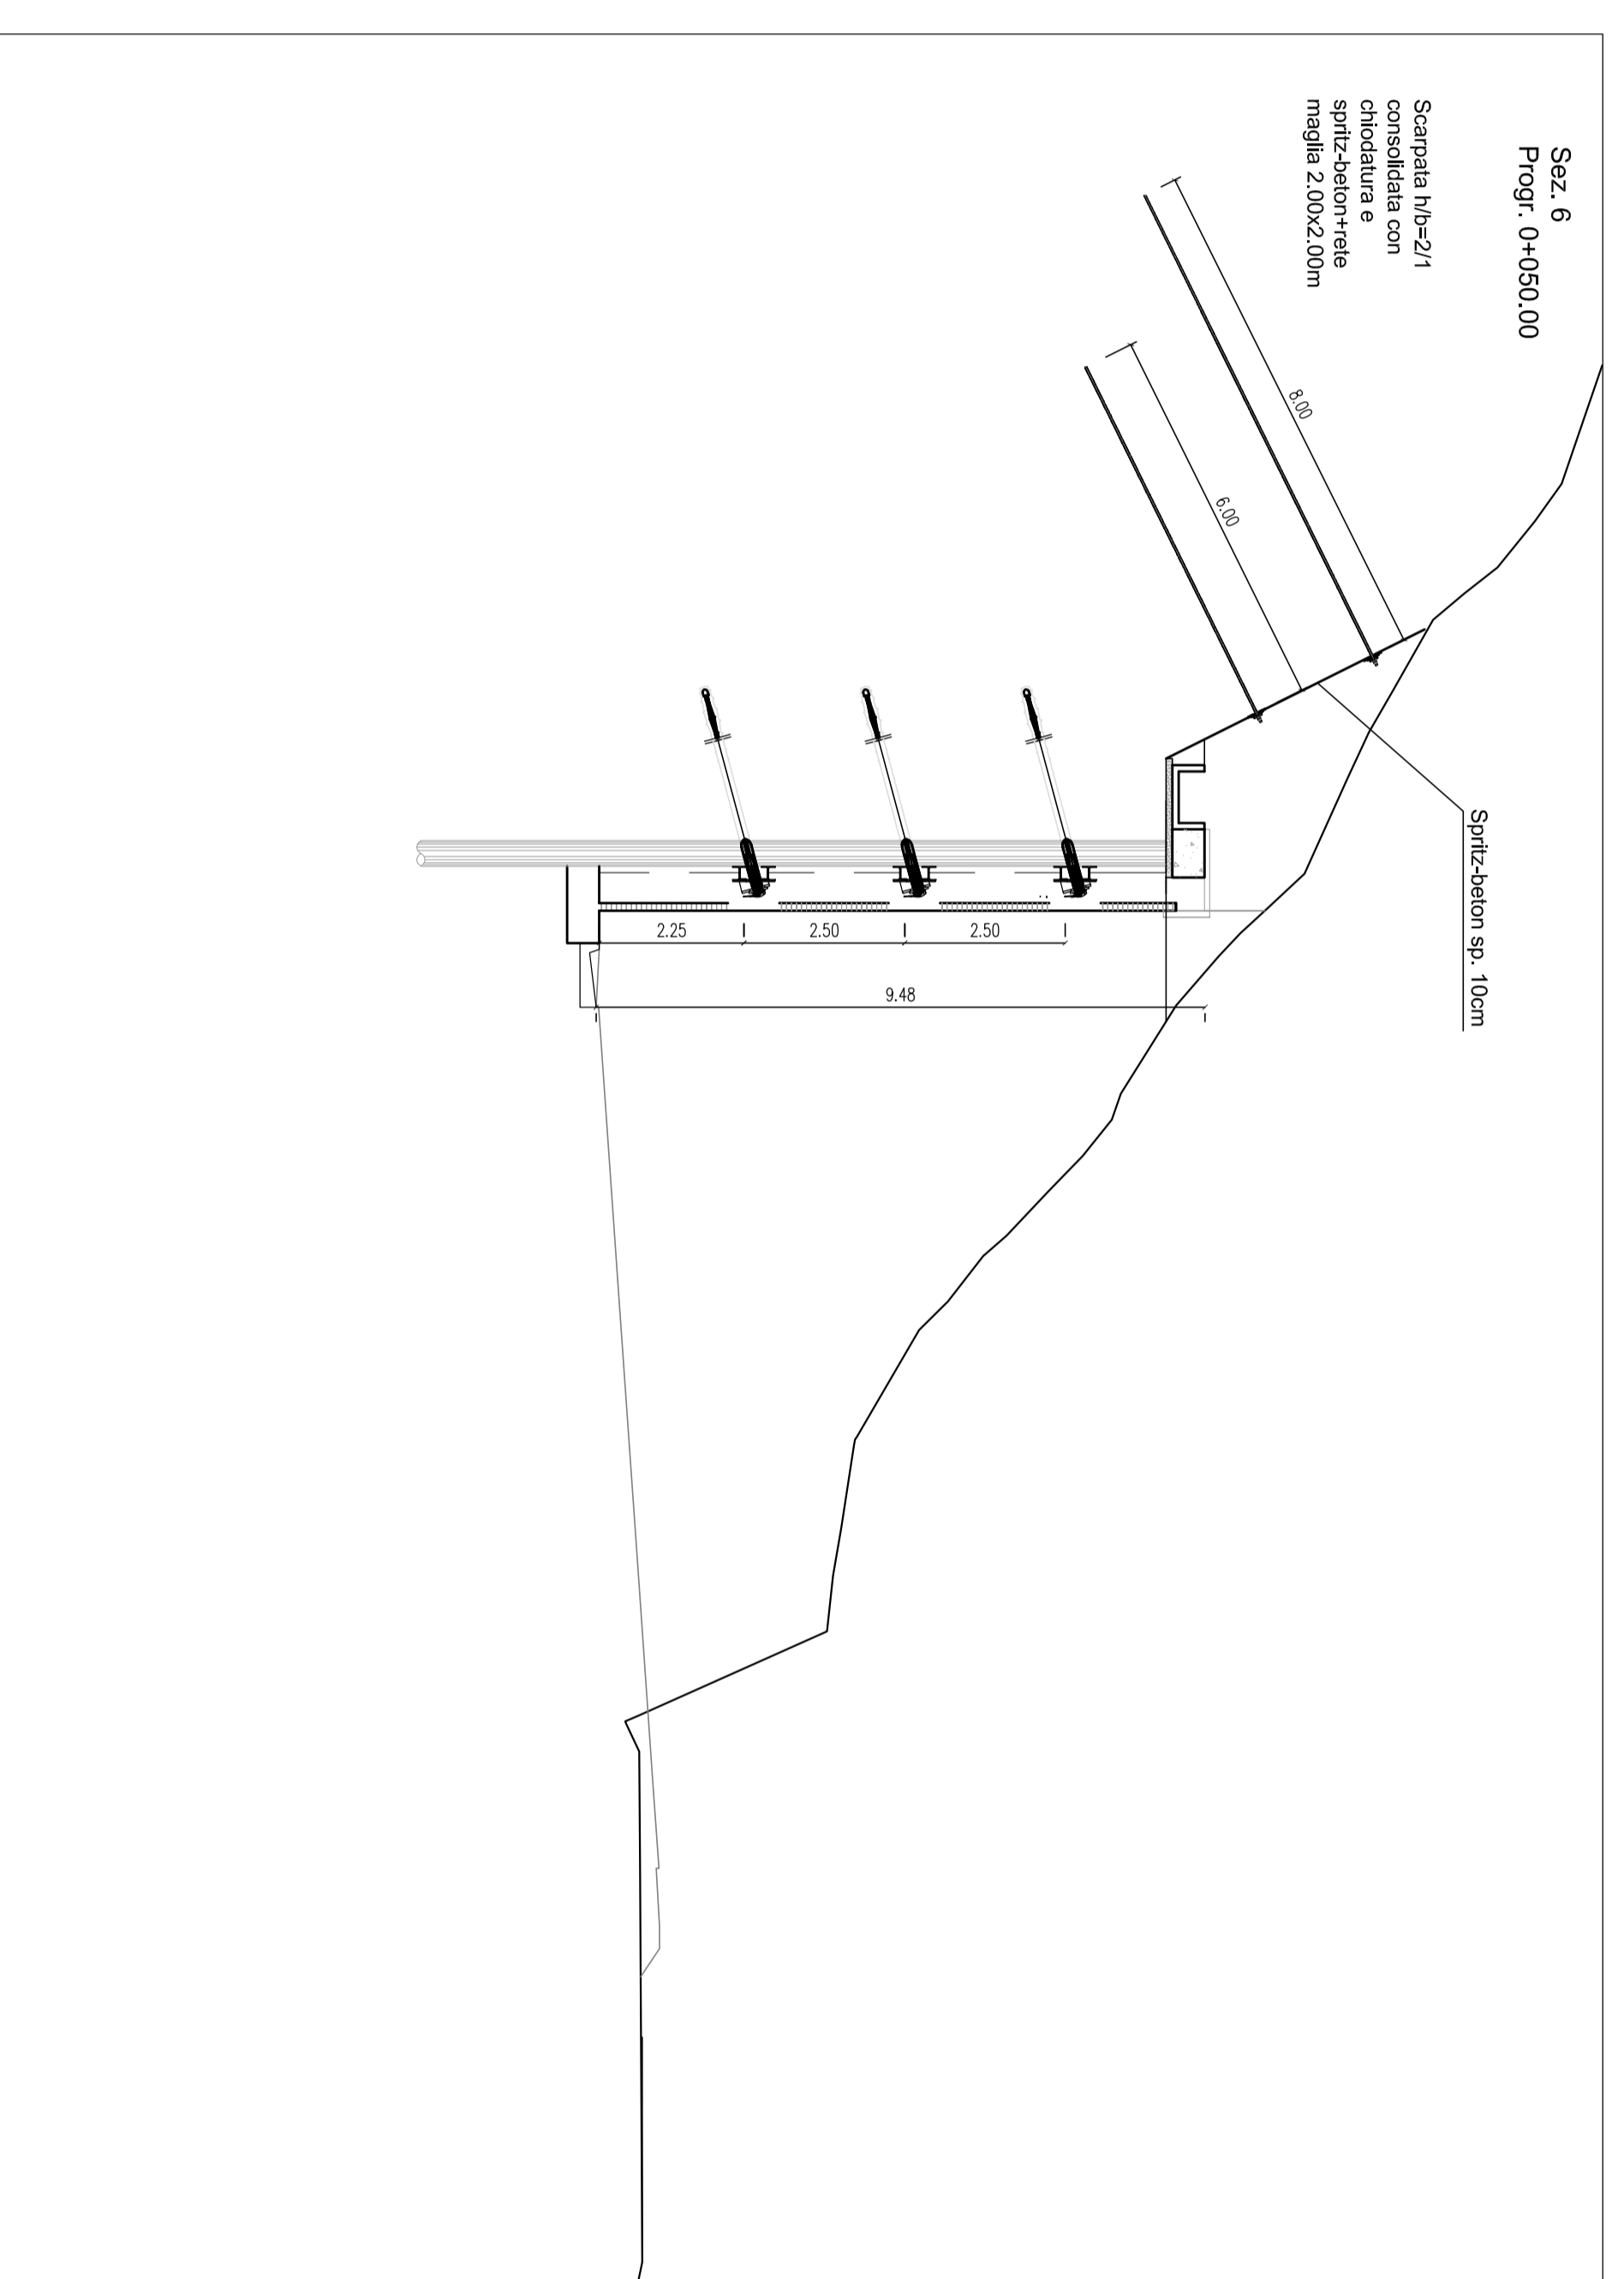 Sez. 6
Progr. 0+050.00
Scarpata h/b=2/1
consolidata con
chiodatura e
spritz-beton+rete
maglia 2.00x2.00m
8.00
6.00
Spritz-beton sp. 10cm
2.50
2.50
2.25
9.48